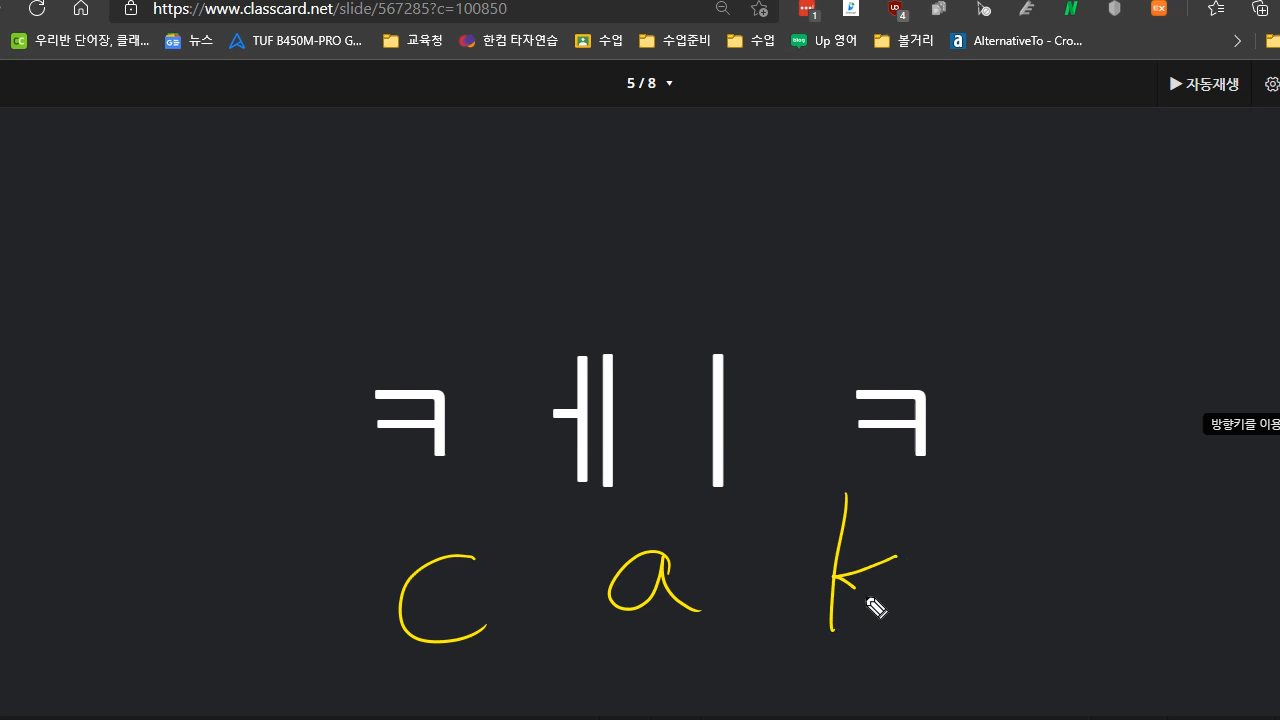 https://www.classcard.net/slide/567285?c=100850
1 4
우리반 단어장, 클래... 뉴스 TUF B450M-PRO G... 교육청 한컴 타자연습 수업 수업준비 수업 Up 영어 볼거리 AlternativeTo - Cro...
5 / 8 자동재생
ㅋ ㅔ ㅣ ㅋ
방향키를 이용
c a k